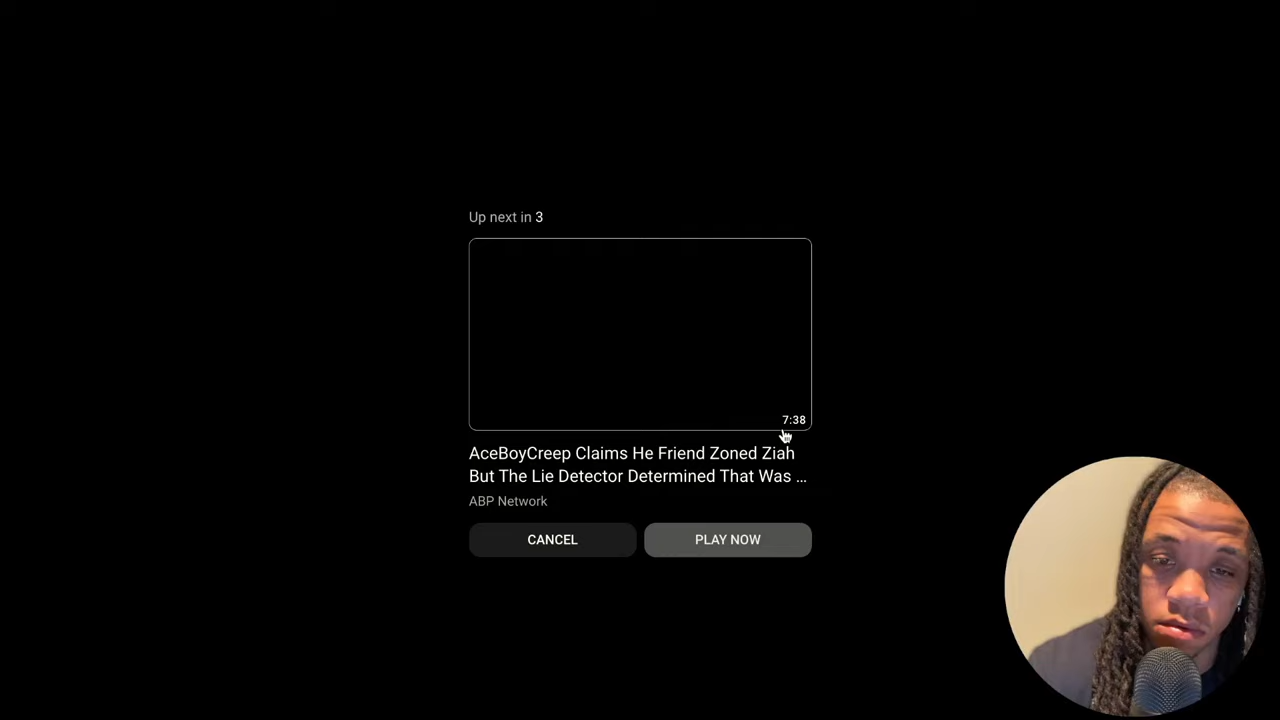 Up next in 3
7:38
AceBoyCreep Claims He Friend Zoned Ziah
But The Lie Detector Determined That Was ...
ABP Network
CANCEL
PLAY NOW